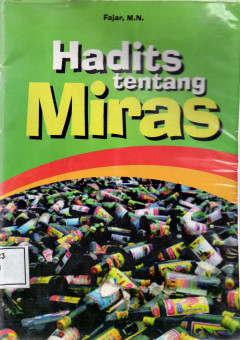 Fajar, M.N.
Hadits
tentang
Miras